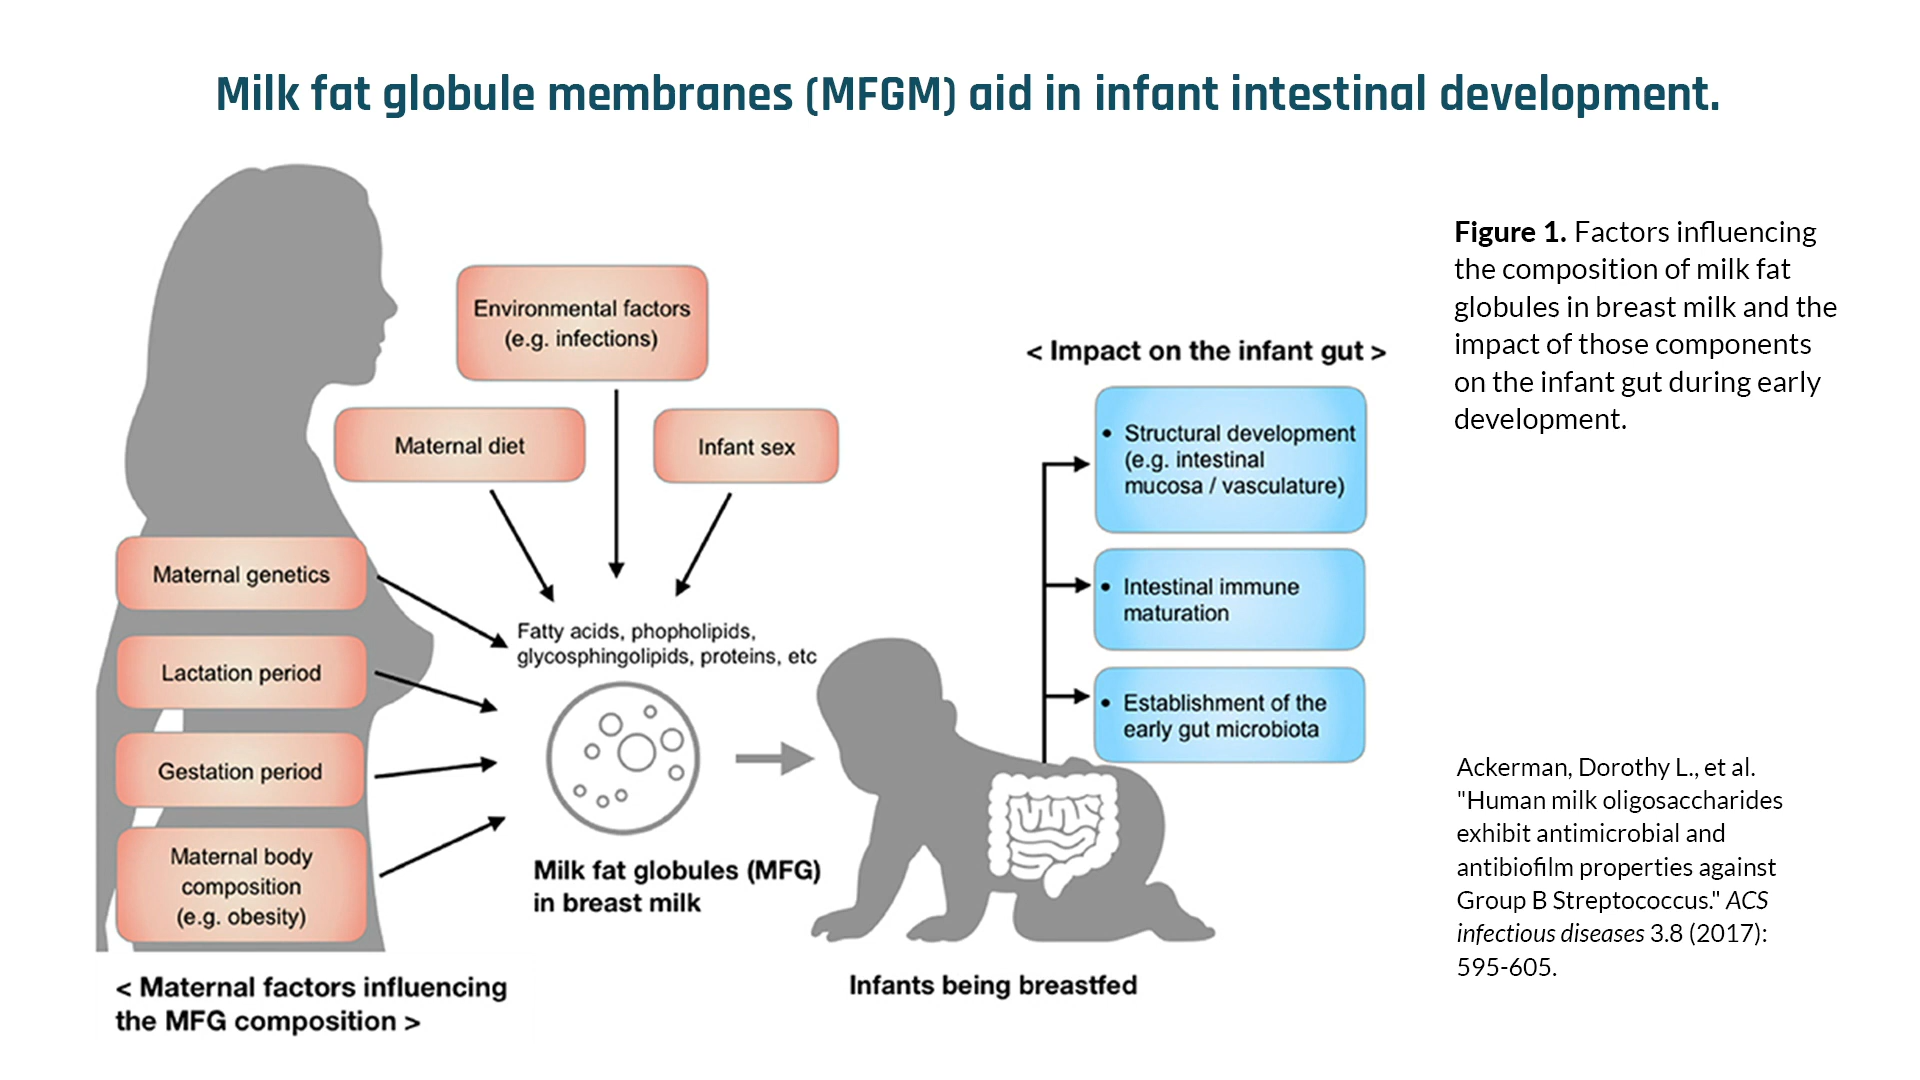 Milk fat globule membranes (MFGM) aid in infant intestinal development.
Environmental factors
(e.g. infections)
Maternal diet
Infant sex
Maternal genetics
Lactation period
Gestation period
Maternal body
composition
(e.g. obesity)
< Maternal factors influencing
the MFG composition >
Fatty acids, phopholipids,
glycosphingolipids, proteins, etc
Milk fat globules (MFG)
in breast milk
Infants being breastfed
< Impact on the infant gut >
• Structural development
(e.g. intestinal
mucosa / vasculature)
• Intestinal immune
maturation
• Establishment of the
early gut microbiota
Figure 1. Factors influencing
the composition of milk fat
globules in breast milk and the
impact of those components
on the infant gut during early
development.
Ackerman, Dorothy L., et al.
"Human milk oligosaccharides
exhibit antimicrobial and
antibiofilm properties against
Group B Streptococcus." ACS
infectious diseases 3.8 (2017):
595-605.